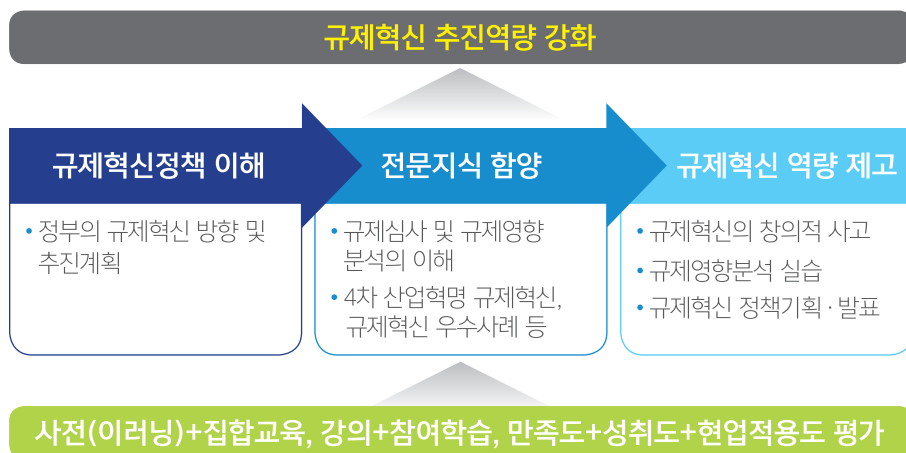 규제혁신 추진역량 강화
규제혁신정책 이해
• 정부의 규제혁신 방향 및
추진계획
전문지식 함양
• 규제심사 및 규제영향
분석의 이해
• 4차 산업혁명 규제혁신,
규제혁신 우수사례 등
규제혁신 역량 제고
• 규제혁신의 창의적 사고
• 규제영향분석 실습
• 규제혁신 정책기획 · 발표
사전(이러닝)+집합교육, 강의+참여학습, 만족도+성취도+현업적용도 평가